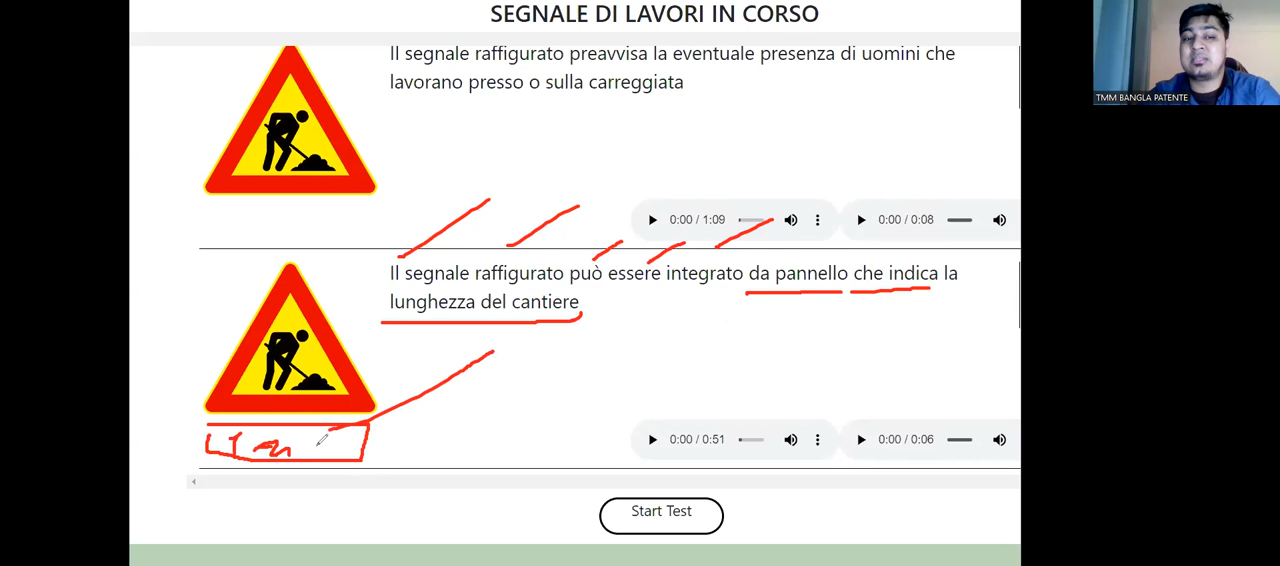 SEGNALE DI LAVORI IN CORSO
TMM BANGLA PATENTE
Il segnale raffigurato preavvisa la eventuale presenza di uomini che
lavorano presso o sulla carreggiata
0:00 / 1:09
0:00 / 0:08
Il segnale raffigurato può essere integrato da pannello che indica la
lunghezza del cantiere
0:00 / 0:51
0:00 / 0:06
Start Test